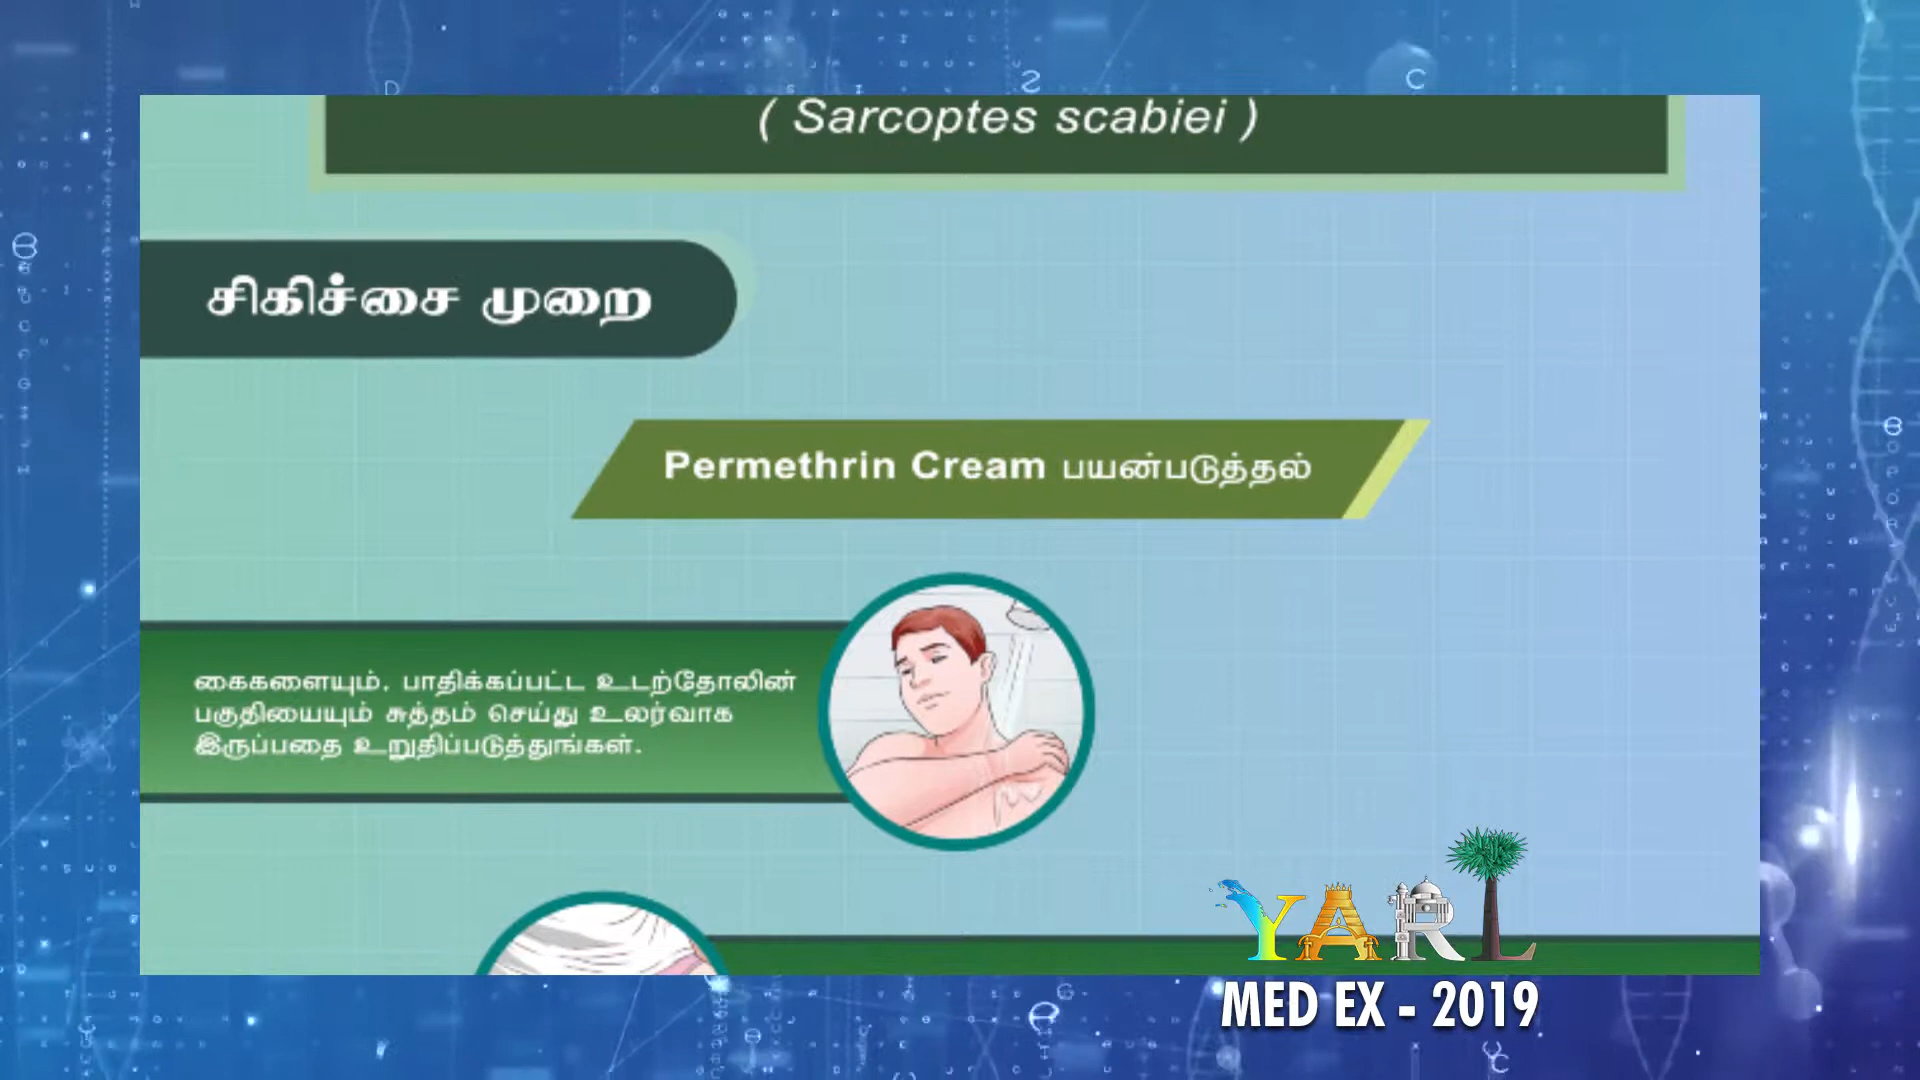 ( Sarcoptes scabiei )
சிகிச்சை முறை
Permethrin Cream பயன்படுத்தல்
கைகளையும், பாதிக்கப்பட்ட உடற்தோலின்
பகுதியையும் சுத்தம் செய்து உலர்வாக
இருப்பதை உறுதிப்படுத்துங்கள்.
YARL
MED EX - 2019